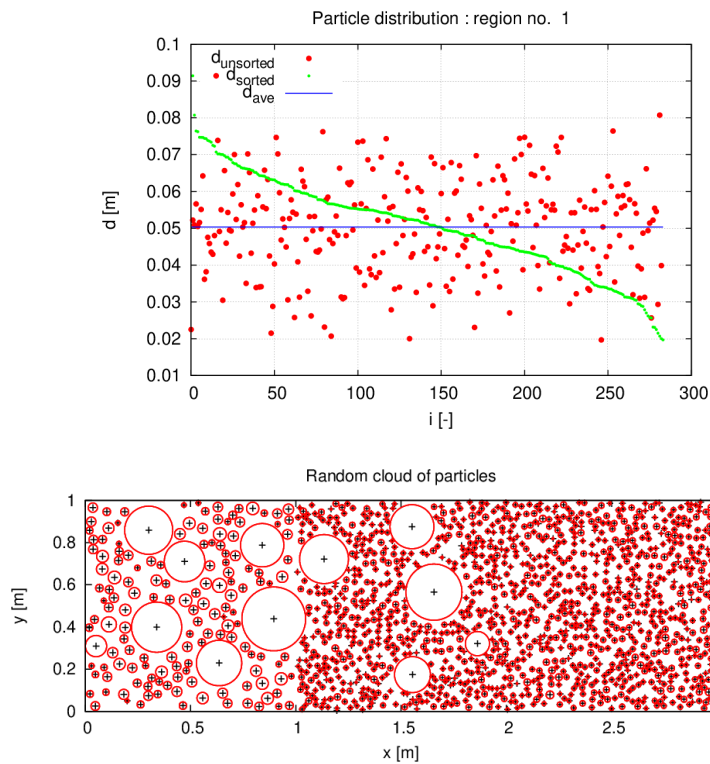 Particle distribution : region no. 1
d [m]
0.1
0.09
0.08
0.07
0.06
0.05
0.04
0.03
0.02
0.01
d_unsorted
d_sorted
d_ave
0 50 100 150 200 250 300
i [-]
Random cloud of particles
y [m]
1
0.8
0.6
0.4
0.2
0
0 0.5 1 1.5 2 2.5
x [m]